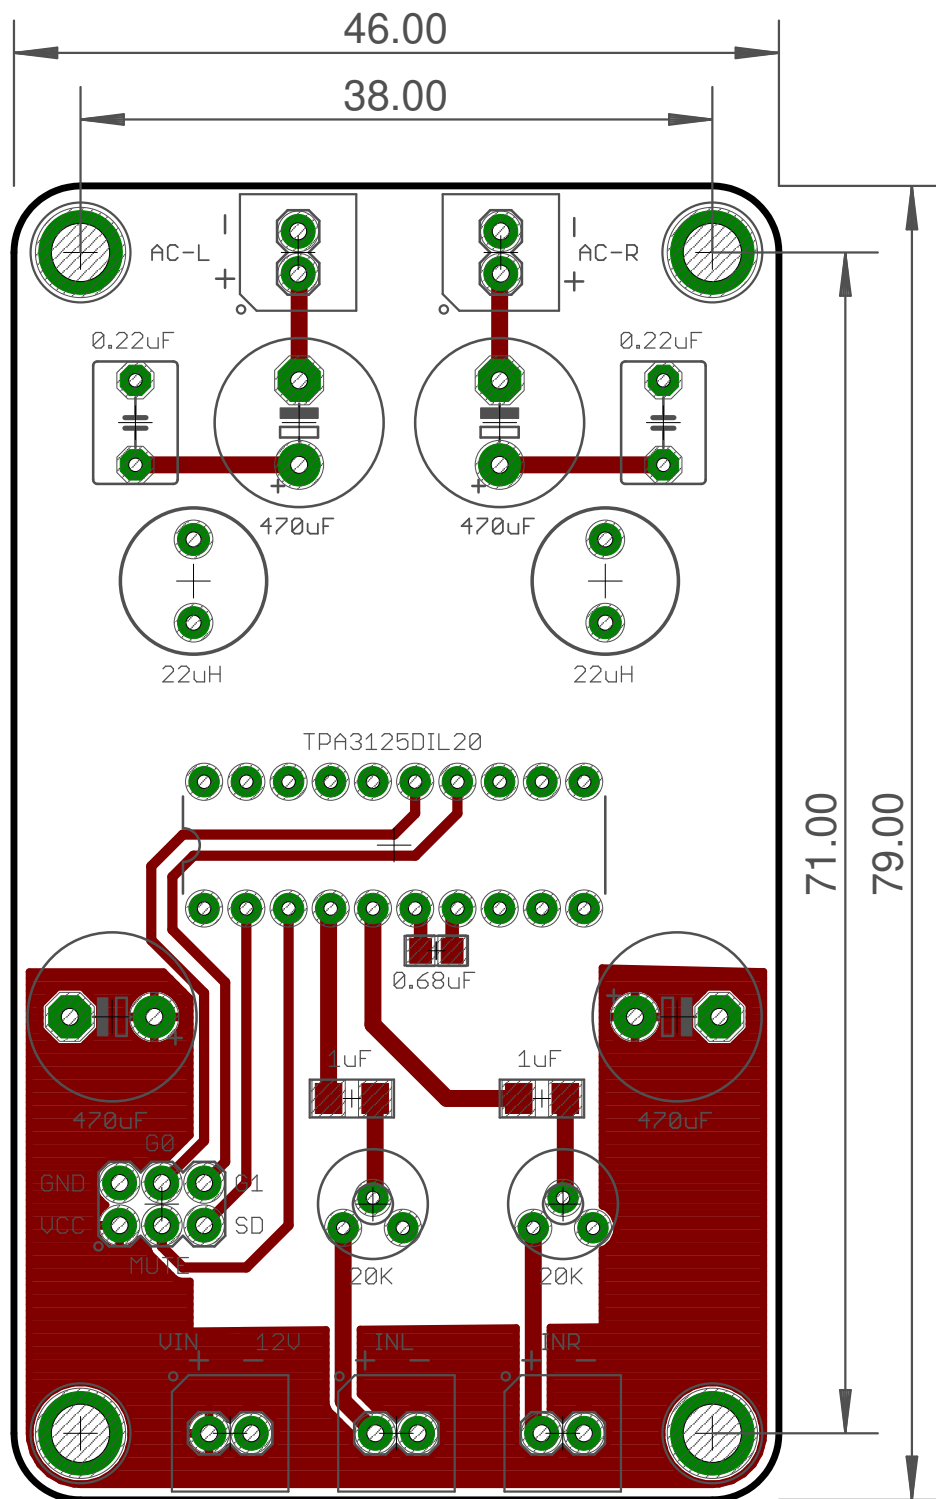 46.00
38.00
AC-L - +
AC-R - +
0.22uF
0.22uF
+
+
470uF
470uF
22uH
22uH
TPA3125DIL20
71.00
79.00
0.68uF
+
+
1uF
1uF
470uF
470uF
G0
GND
G1
VCC
SD
MUTE
20K
20K
VIN
12V
INL
INR
+ -
+ -
+ -